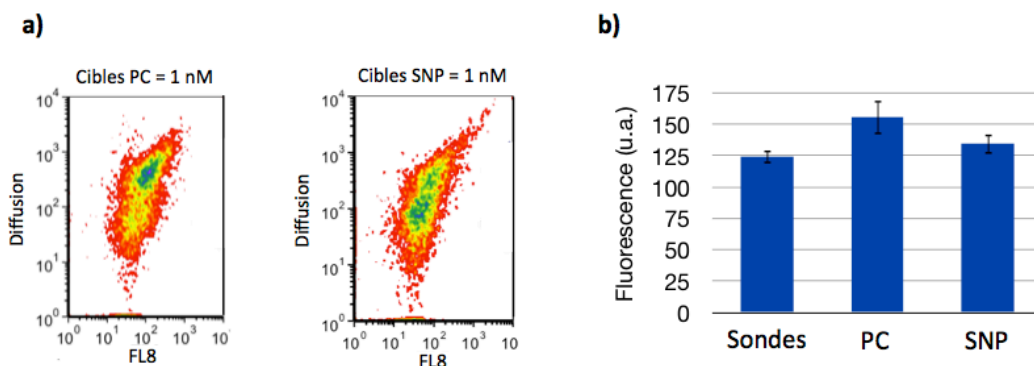 a)
Cibles PC = 1 nM
Diffusion
10^4
10^3
10^2
10^1
10^0
10^0 10^1 10^2 10^3 10
FL8
Cibles SNP = 1 nM
Diffusion
10^4
10^3
10^2
10^1
10^0
10^0 10^1 10^2 10^3 10
FL8
b)
Fluorescence (u.a.)
175
150
125
100
75
50
25
0
Sondes PC SNP